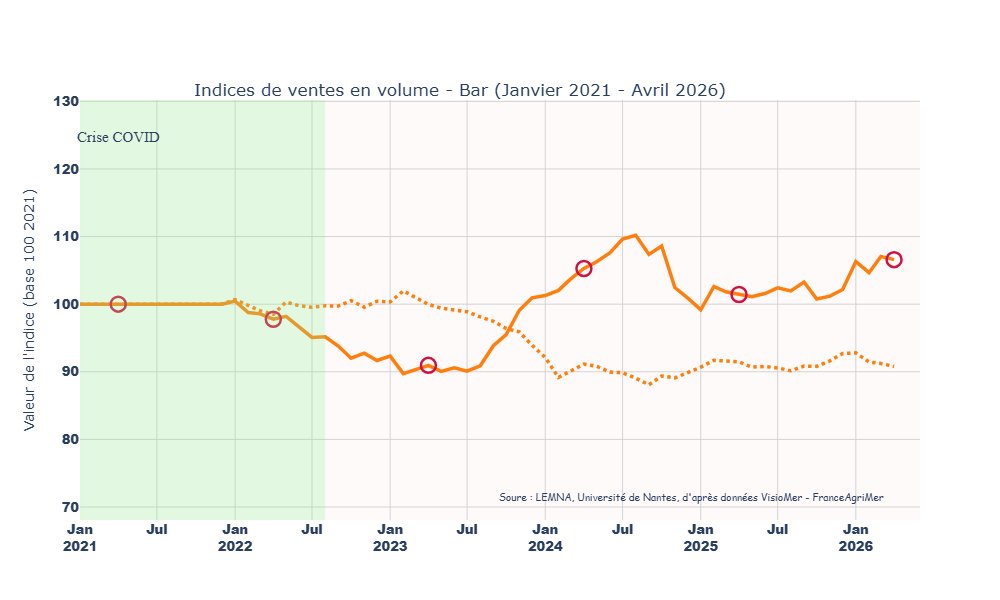 Indices de ventes en volume - Bar (Janvier 2021 - Avril 2026)
Valeur de l'indice (base 100 2021)
130
120
110
100
90
80
70
Crise COVID
Soure : LEMNA, Université de Nantes, d'après données VisioMer - FranceAgriMer
Jan Jul Jan Jul Jan Jul Jan Jul Jan Jul Jan
2021 2022 2023 2024 2025 2026